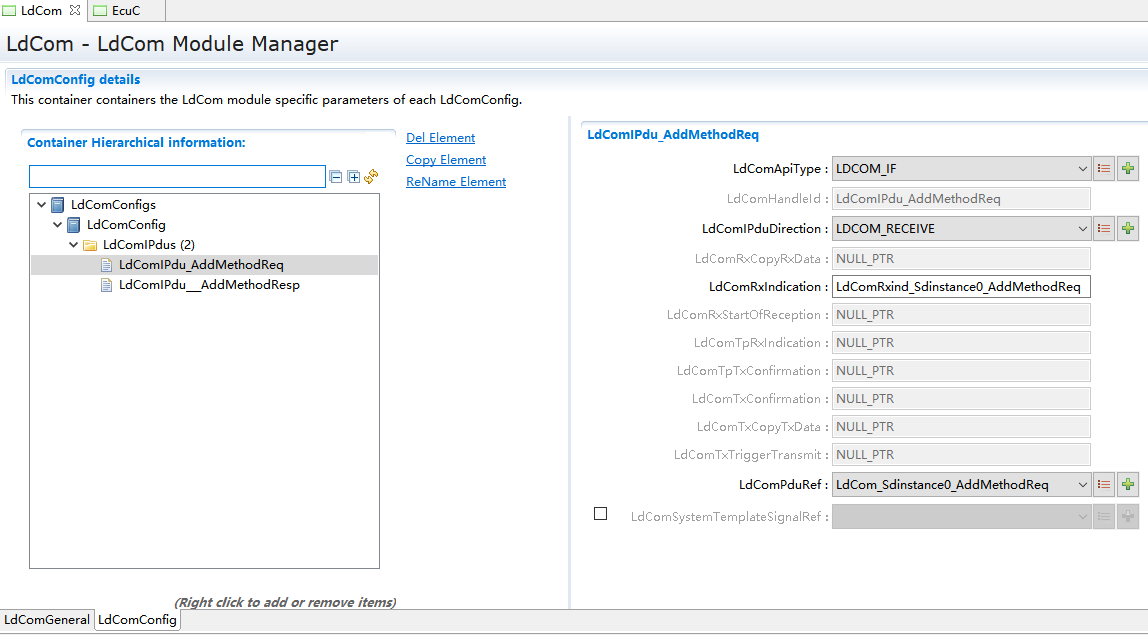 LdCom EcuC
LdCom - LdCom Module Manager
LdComConfig details
This container containers the LdCom module specific parameters of each LdComConfig.
Container Hierarchical information:
Del Element
Copy Element
ReName Element
LdComConfigs
LdComConfig
LdComIPdus (2)
LdComIPdu_AddMethodReq
LdComIPdu__AddMethodResp
(Right click to add or remove items)
LdComIPdu_AddMethodReq
LdComApiType : LDCOM_IF
LdComHandleId : LdComIPdu_AddMethodReq
LdComIPduDirection : LDCOM_RECEIVE
LdComRxCopyRxData : NULL_PTR
LdComRxIndication : LdComRxind_Sdinstance0_AddMethodReq
LdComRxStartOfReception : NULL_PTR
LdComTpRxIndication : NULL_PTR
LdComTpTxConfirmation : NULL_PTR
LdComTxConfirmation : NULL_PTR
LdComTxCopyTxData : NULL_PTR
LdComTxTriggerTransmit : NULL_PTR
LdComPduRef : LdCom_Sdinstance0_AddMethodReq
LdComSystemTemplateSignalRef :
LdComGeneral LdComConfig